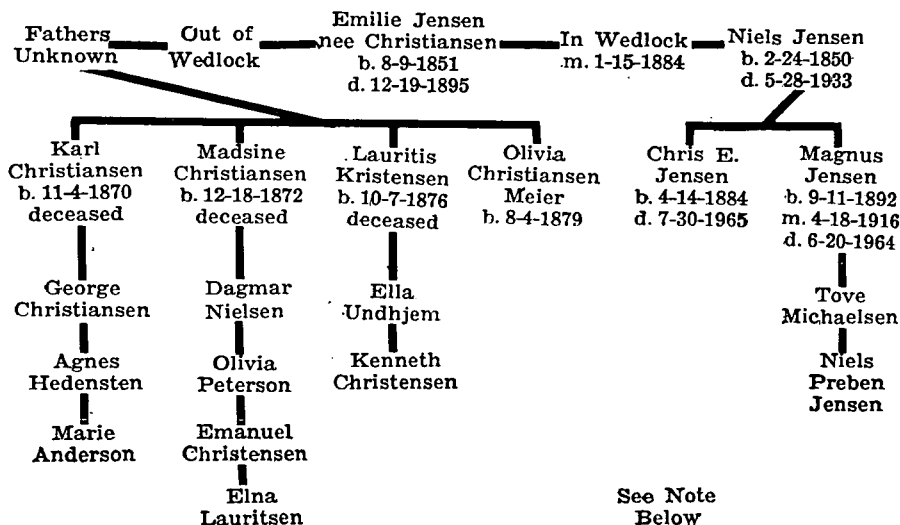 Fathers
Unknown
Out of
Wedlock
Emilie Jensen
nee Christiansen
b. 8-9-1851
d. 12-19-1895
In Wedlock
m. 1-15-1884
Niels Jensen
b. 2-24-1850
d. 5-28-1933
Karl
Christiansen
b. 11-4-1870
deceased
Madsine
Christiansen
b. 12-18-1872
deceased
Lauritis
Kristensen
b. 10-7-1876
deceased
Olivia
Christiansen
Meier
b. 8-4-1879
Chris E.
Jensen
b. 4-14-1884
d. 7-30-1965
Magnus
Jensen
b. 9-11-1892
m. 4-18-1916
d. 6-20-1964
George
Christiansen
Dagmar
Nielsen
Ella
Undhjem
Tove
Michaelsen
Agnes
Hedensten
Olivia
Peterson
Kenneth
Christensen
Niels
Preben
Jensen
Marie
Anderson
Emanuel
Christensen
Elna
Lauritsen
See Note
Below